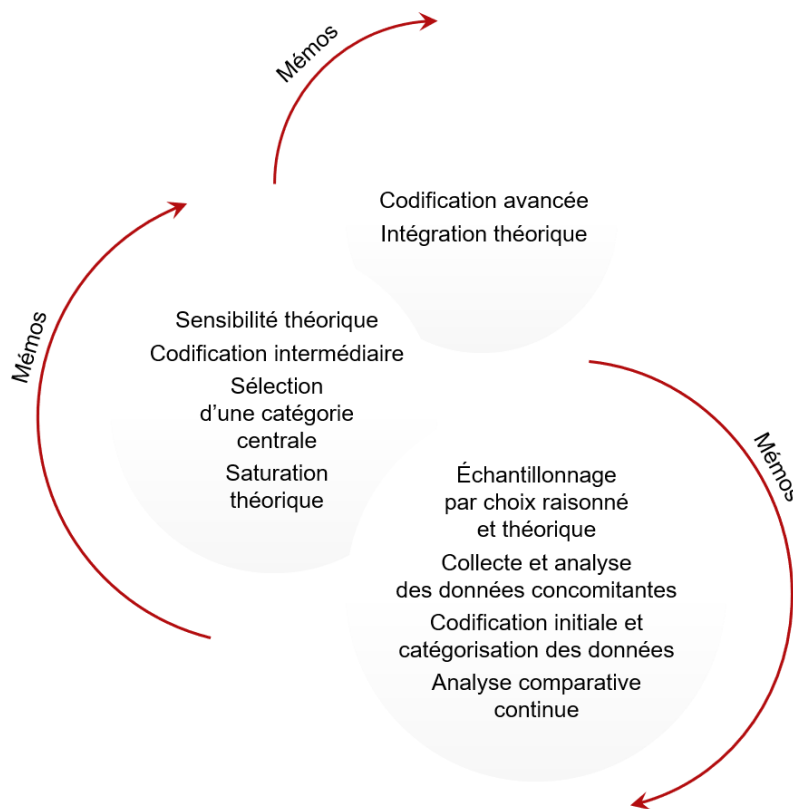 Mémos
Codification avancée
Intégration théorique
Mémos
Sensibilité théorique
Codification intermédiaire
Sélection
d’une catégorie
centrale
Saturation
théorique
Mémos
Échantillonnage
par choix raisonné
et théorique
Collecte et analyse
des données concomitantes
Codification initiale et
catégorisation des données
Analyse comparative
continue